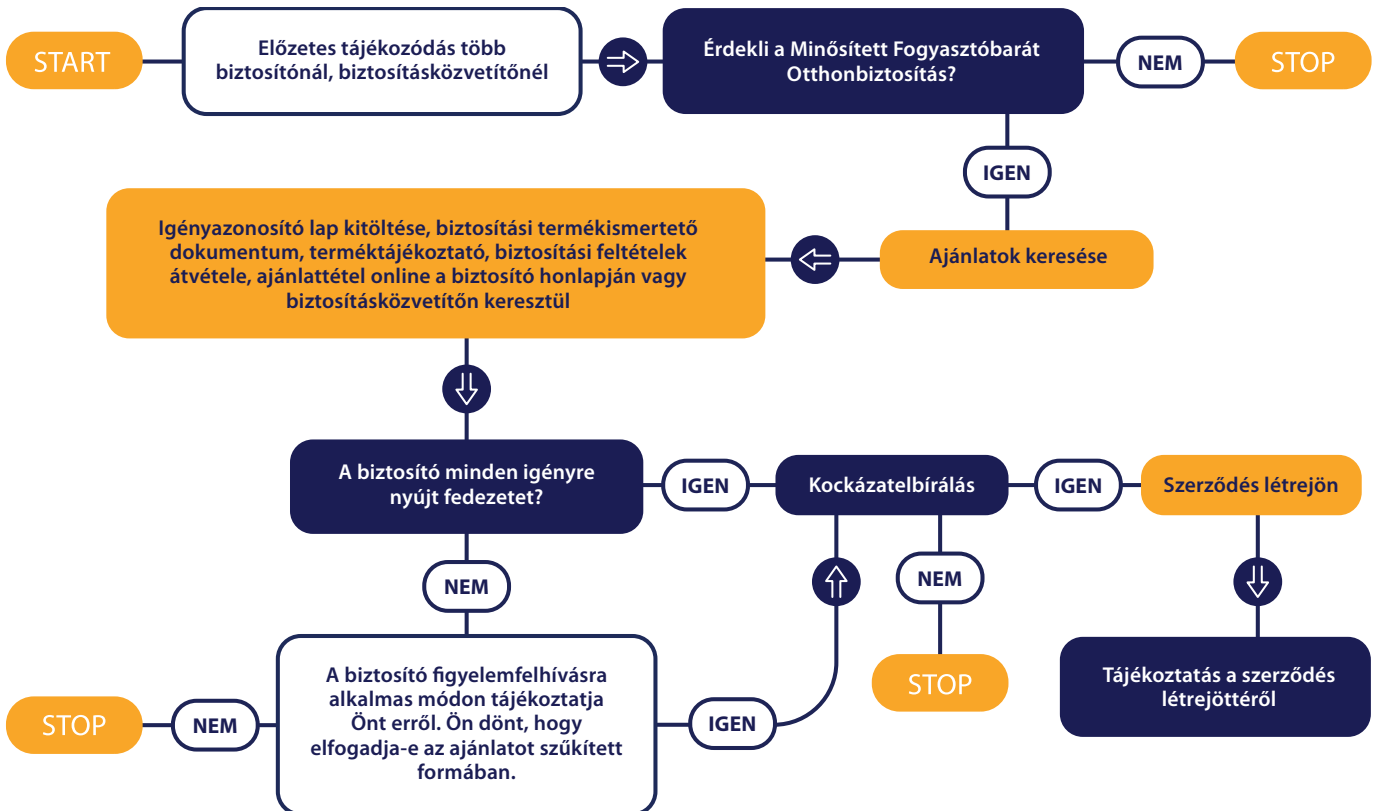 START
Előzetes tájékozódás több
biztosítónál, biztosításközvetítőnél
Érdekli a Minősített Fogyasztóbarát
Otthonbiztosítás?
NEM
STOP
IGEN
Ajánlatok keresése
Igényazonosító lap kitöltése, biztosítási termékismertető
dokumentum, terméktájékoztató, biztosítási feltételek
átvétele, ajánlattétel online a biztosító honlapján vagy
biztosításközvetítőn keresztül
A biztosító minden igényre
nyújt fedezetet?
IGEN
Kockázatelbírálás
IGEN
Szerződés létrejön
NEM
NEM
A biztosító figyelemfelhívásra
alkalmas módon tájékoztatja
Önt erről. Ön dönt, hogy
elfogadja-e az ajánlatot szűkített
formában.
STOP
NEM
IGEN
STOP
Tájékoztatás a szerződés
létrejöttéről